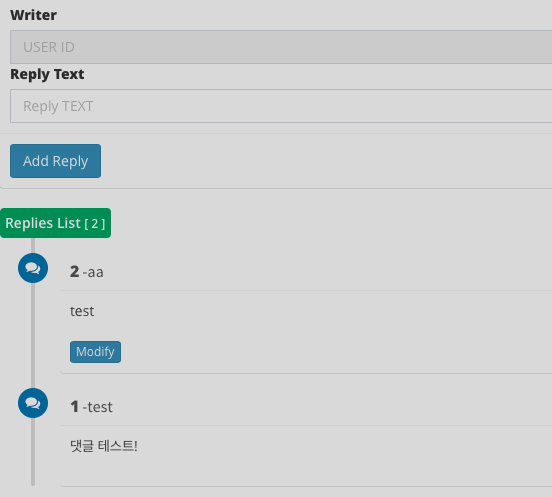 Writer
USER ID
Reply Text
Reply TEXT
Add Reply
Replies List [ 2 ]
2 -aa
test
Modify
1 -test
댓글 테스트!